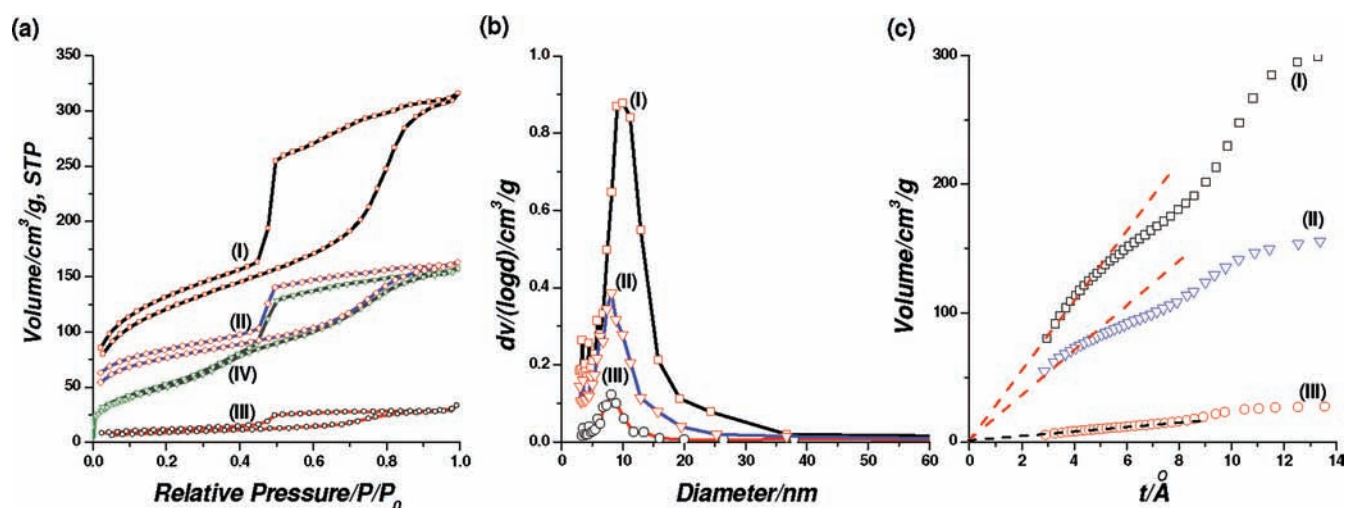 (a)
350
300
250
200
150
100
50
0
Volume/cm³/g, STP
(I)
(II)
(IV)
(III)
0.0 0.2 0.4 0.6 0.8 1.0
Relative Pressure/P/P₀
(b)
1.0
0.8
0.6
0.4
0.2
0.0
dv/(logd)/cm³/g
(I)
(II)
(III)
0 10 20 30 40 50 60
Diameter/nm
(c)
300
200
100
0
Volume/cm³/g
(I)
(II)
(III)
0 2 4 6 8 10 12 14
t/Å